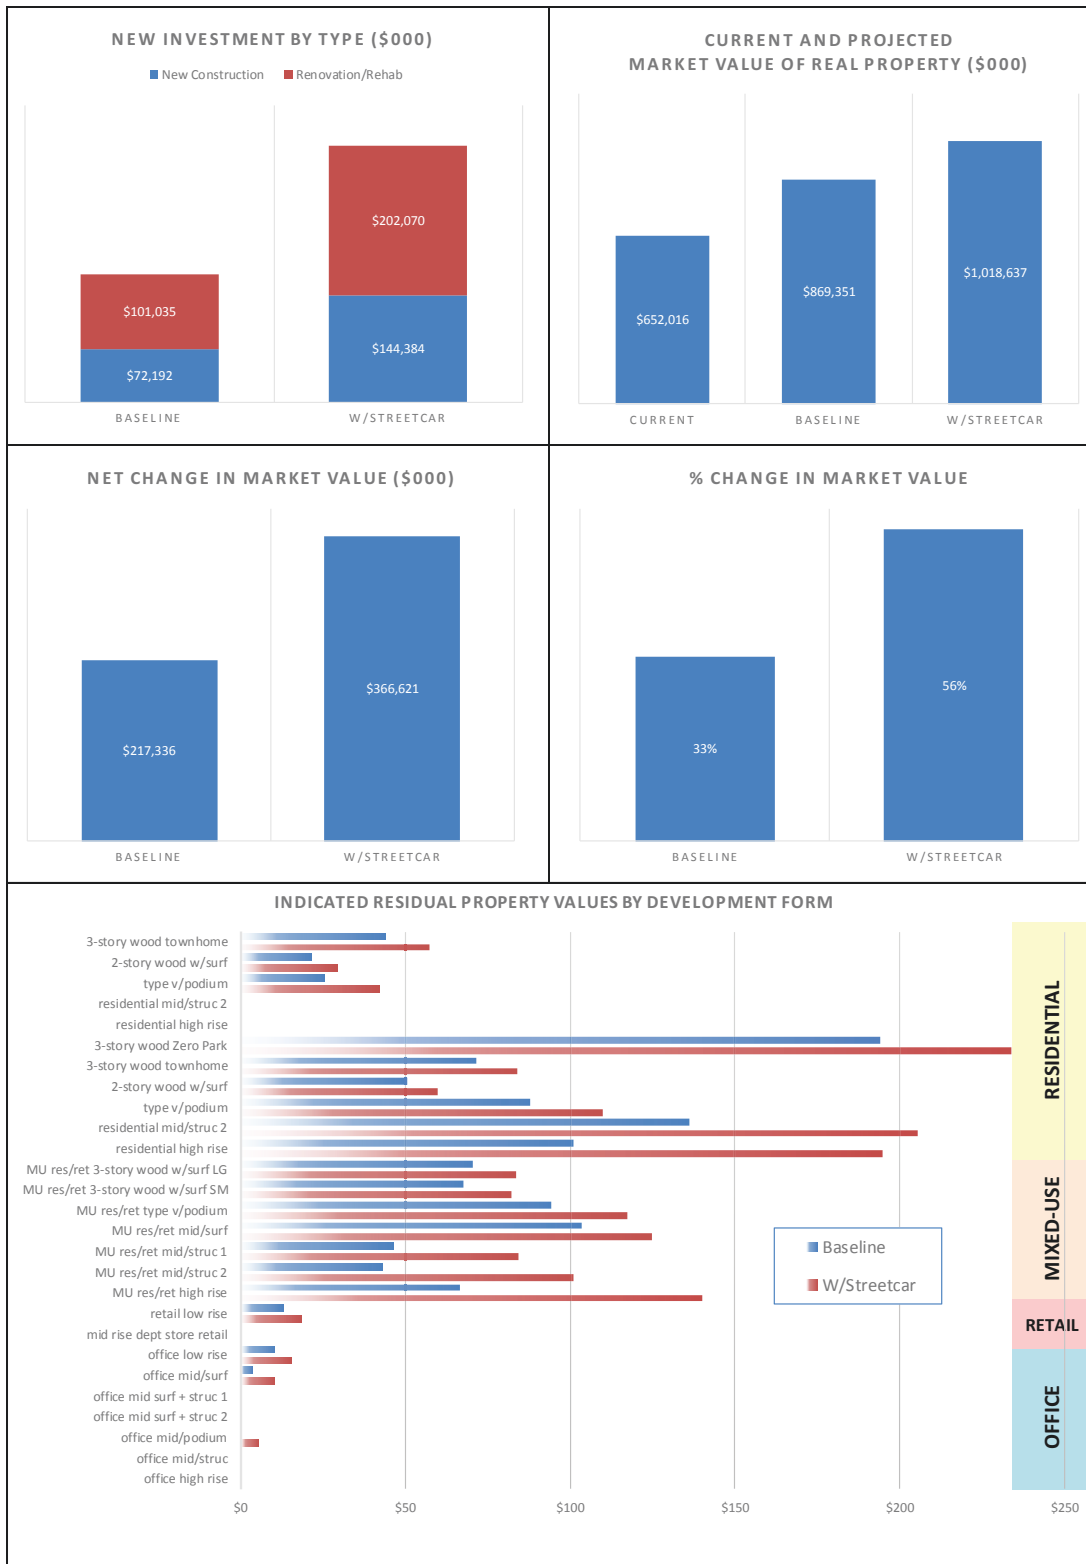 NEW INVESTMENT BY TYPE ($000)
New Construction
Renovation/Rehab
$202,070
$101,035
$144,384
$72,192
BASELINE
W/STREETCAR
CURRENT AND PROJECTED
MARKET VALUE OF REAL PROPERTY ($000)
$1,018,637
$869,351
$652,016
CURRENT
BASELINE
W/STREETCAR
NET CHANGE IN MARKET VALUE ($000)
$366,621
$217,336
BASELINE
W/STREETCAR
% CHANGE IN MARKET VALUE
56%
33%
BASELINE
W/STREETCAR
INDICATED RESIDUAL PROPERTY VALUES BY DEVELOPMENT FORM
3-story wood townhome
2-story wood w/surf
type v/podium
residential mid/struc 2
residential high rise
3-story wood Zero Park
3-story wood townhome
2-story wood w/surf
type v/podium
residential mid/struc 2
residential high rise
MU res/ret 3-story wood w/surf LG
MU res/ret 3-story wood w/surf SM
MU res/ret type v/podium
MU res/ret mid/surf
MU res/ret mid/struc 1
MU res/ret mid/struc 2
MU res/ret high rise
retail low rise
mid rise dept store retail
office low rise
office mid/surf
office mid surf + struc 1
office mid surf + struc 2
office mid/podium
office mid/struc
office high rise
Baseline
W/Streetcar
RESIDENTIAL
MIXED-USE
RETAIL
OFFICE
$0
$50
$100
$150
$200
$250